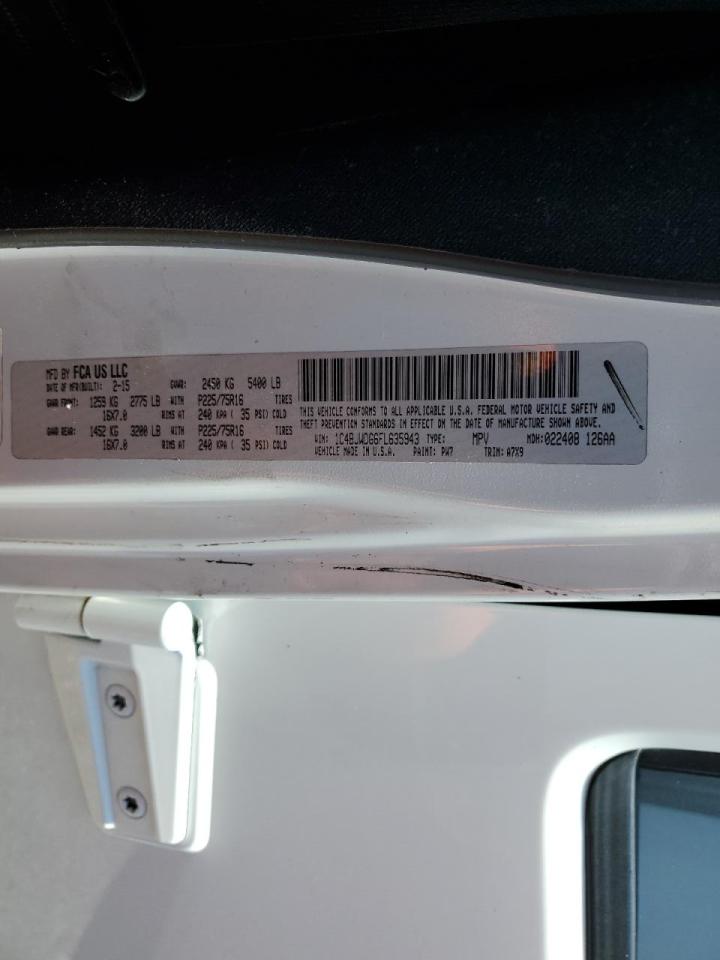 MFD BY FCA US LLC
DATE OF MFR(BUILT): 2-15 GVWR: 2450 KG 5400 LB
GAWR FRONT: 1259 KG 2775 LB WITH P225/75R16 TIRES
16X7.0 RIMS AT 240 KPA ( 35 PSI) COLD
GAWR REAR: 1452 KG 3200 LB WITH P225/75R16 TIRES
16X7.0 RIMS AT 240 KPA ( 35 PSI) COLD
THIS VEHICLE CONFORMS TO ALL APPLICABLE U.S.A. FEDERAL MOTOR VEHICLE SAFETY AND
THEFT PREVENTION STANDARDS IN EFFECT ON THE DATE OF MANUFACTURE SHOWN ABOVE.
VIN: 1C4BJWDG6FL635943 TYPE: MPV MDH:022408 126AA
VEHICLE MADE IN U.S.A. PAINT: PW7 TRIM: A7X9